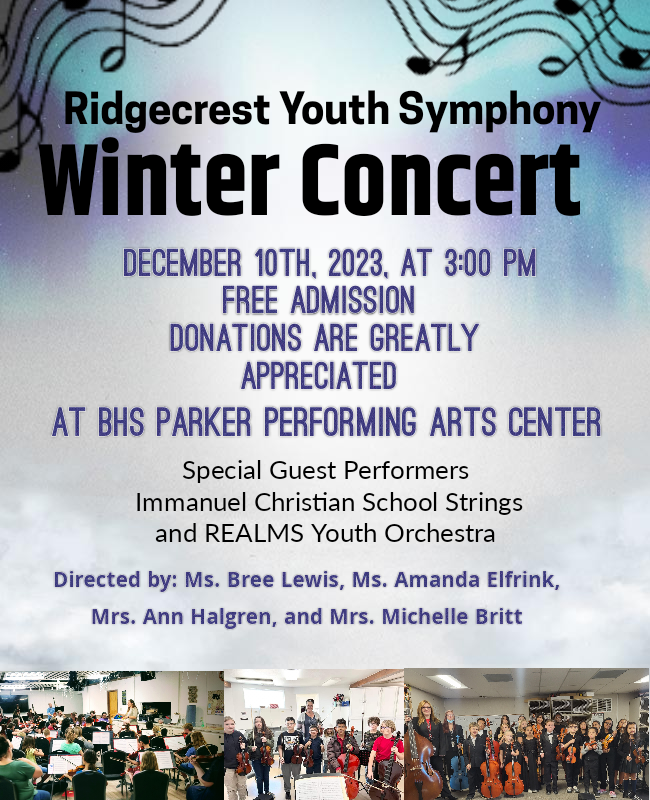 Ridgecrest Youth Symphony
Winter Concert
DECEMBER 10TH, 2023, AT 3:00 PM
FREE ADMISSION
DONATIONS ARE GREATLY
APPRECIATED
AT BHS PARKER PERFORMING ARTS CENTER
Special Guest Performers
Immanuel Christian School Strings
and REALMS Youth Orchestra
Directed by: Ms. Bree Lewis, Ms. Amanda Elfrink,
Mrs. Ann Halgren, and Mrs. Michelle Britt